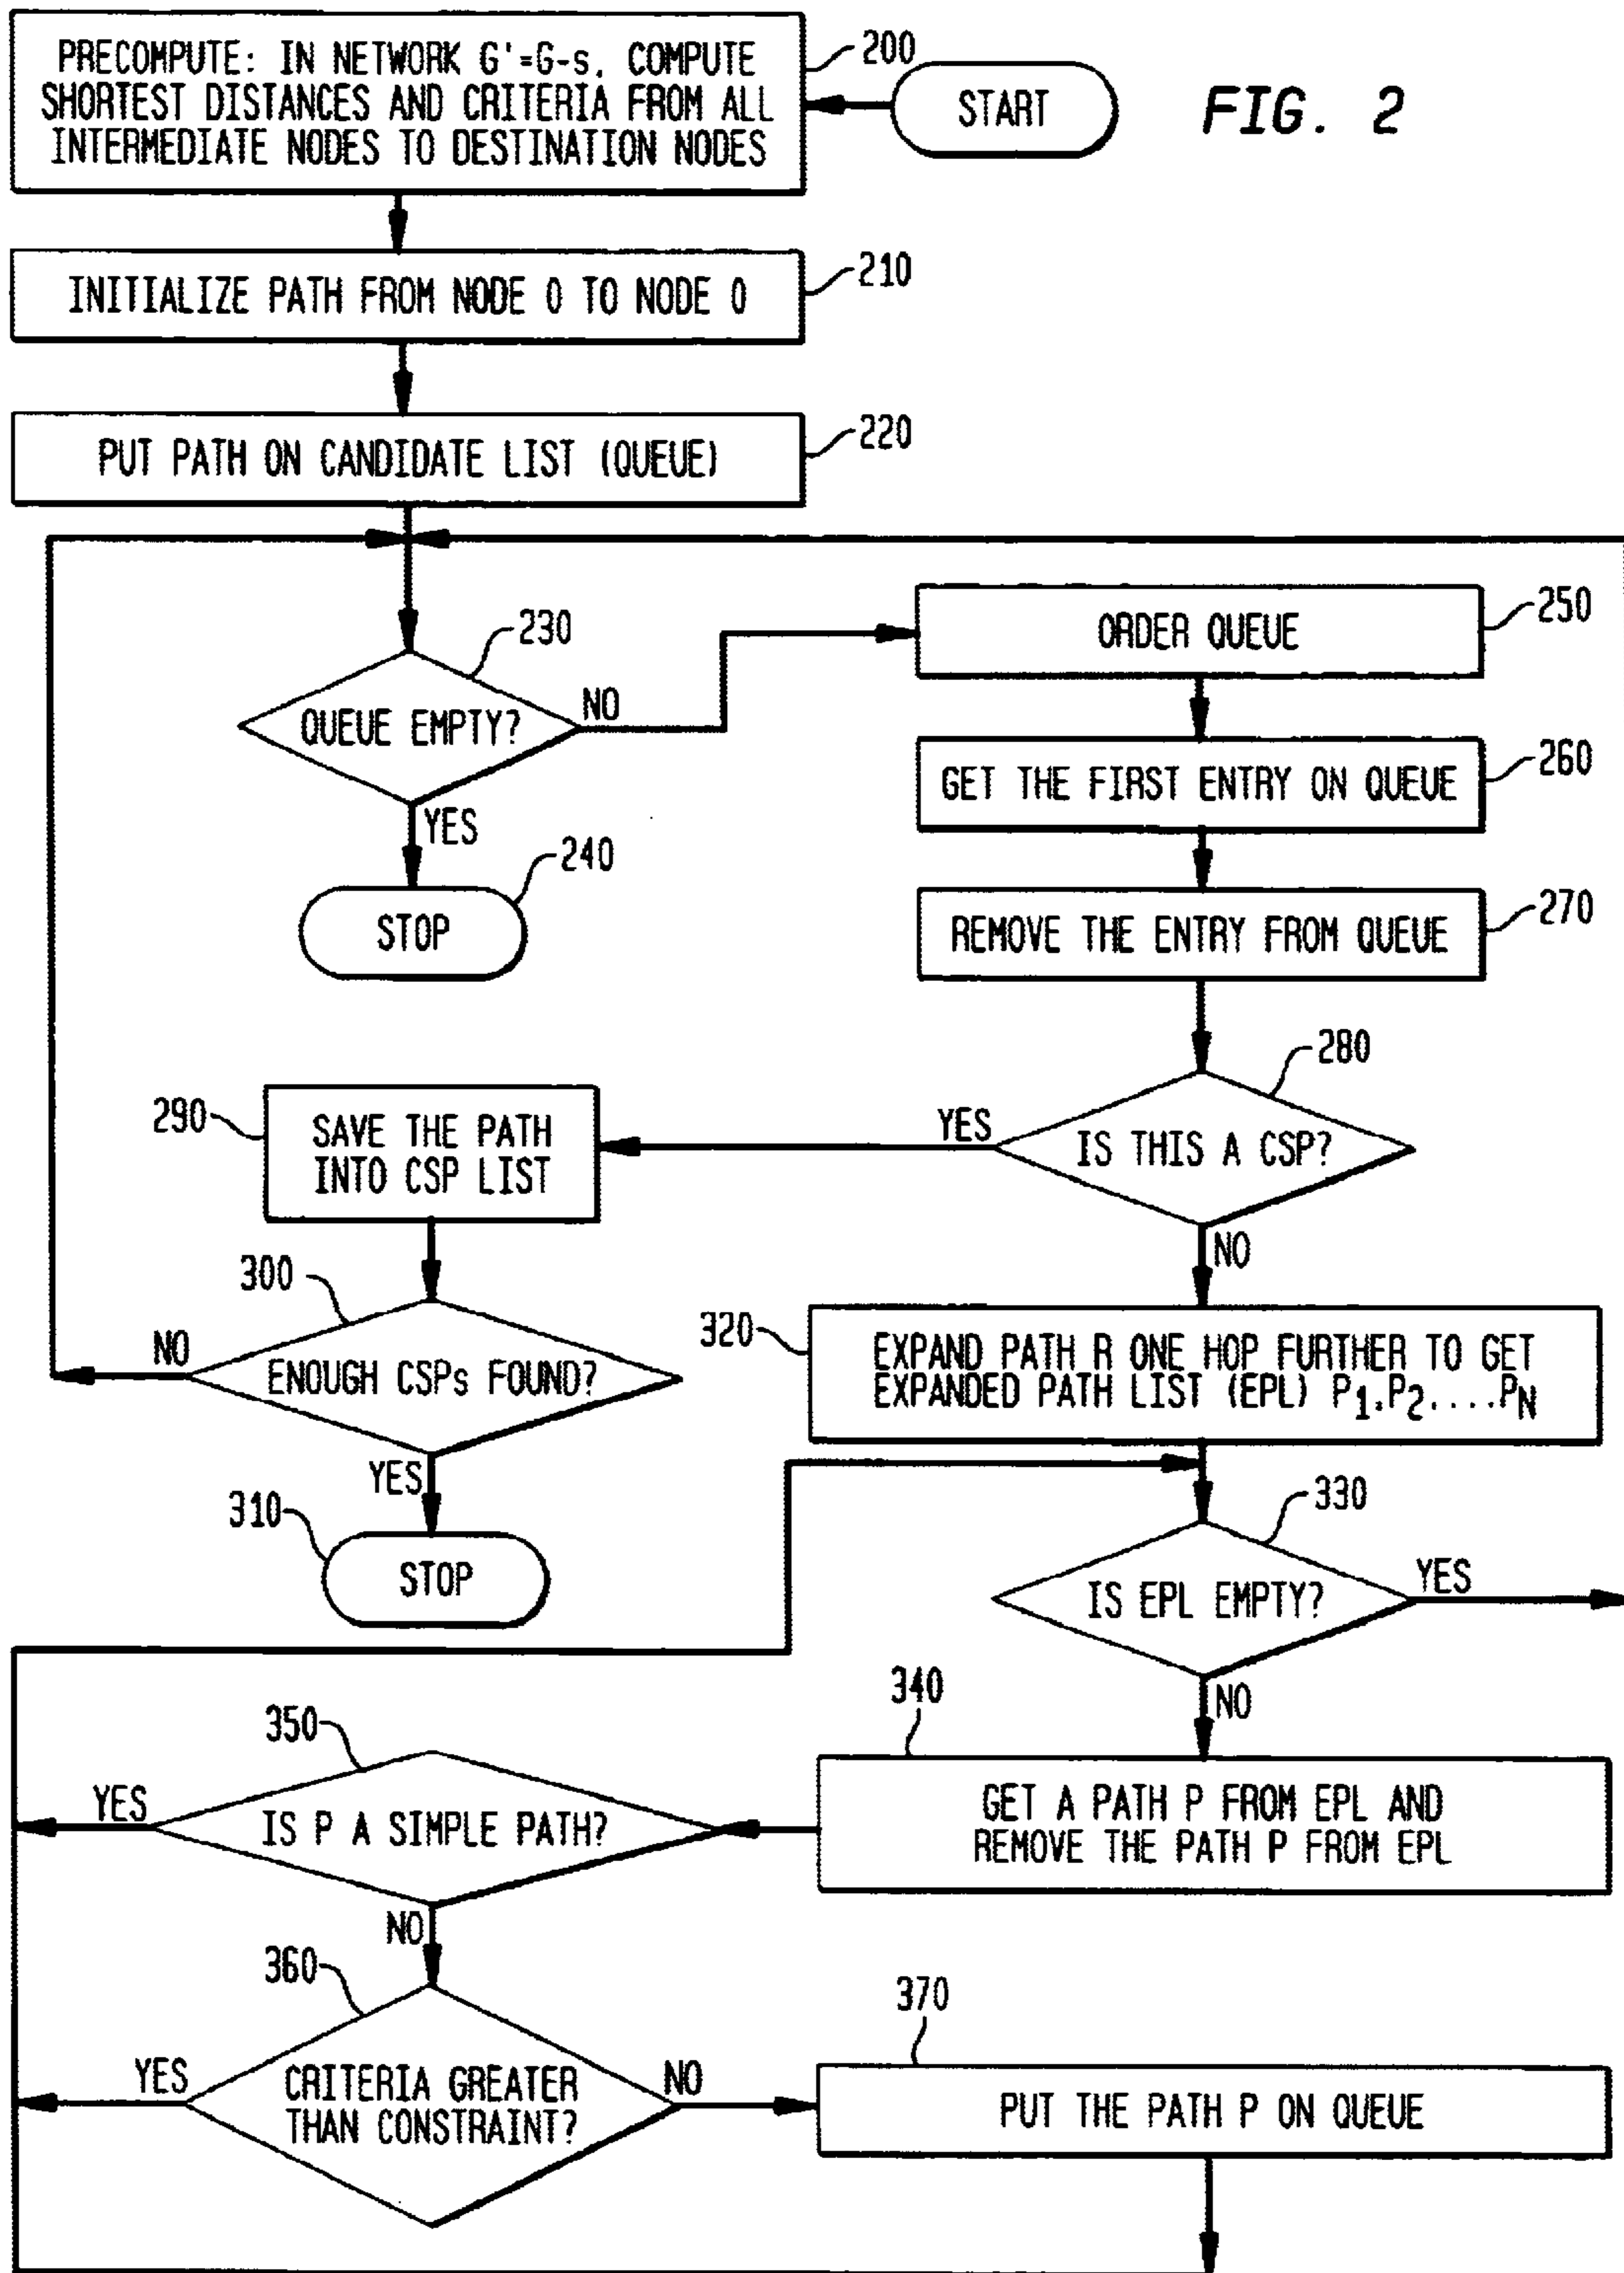 PRECOMPUTE: IN NETWORK G'=G-s, COMPUTE
SHORTEST DISTANCES AND CRITERIA FROM ALL
INTERMEDIATE NODES TO DESTINATION NODES
200
START
FIG. 2
INITIALIZE PATH FROM NODE 0 TO NODE 0
210
PUT PATH ON CANDIDATE LIST (QUEUE)
220
230
QUEUE EMPTY?
NO
YES
240
STOP
ORDER QUEUE
250
GET THE FIRST ENTRY ON QUEUE
260
REMOVE THE ENTRY FROM QUEUE
270
280
IS THIS A CSP?
YES
NO
290
SAVE THE PATH
INTO CSP LIST
300
ENOUGH CSPs FOUND?
NO
YES
310
STOP
320
EXPAND PATH R ONE HOP FURTHER TO GET
EXPANDED PATH LIST (EPL) P1.P2....PN
330
IS EPL EMPTY?
YES
NO
340
GET A PATH P FROM EPL AND
REMOVE THE PATH P FROM EPL
350
IS P A SIMPLE PATH?
YES
NO
360
CRITERIA GREATER
THAN CONSTRAINT?
YES
NO
370
PUT THE PATH P ON QUEUE